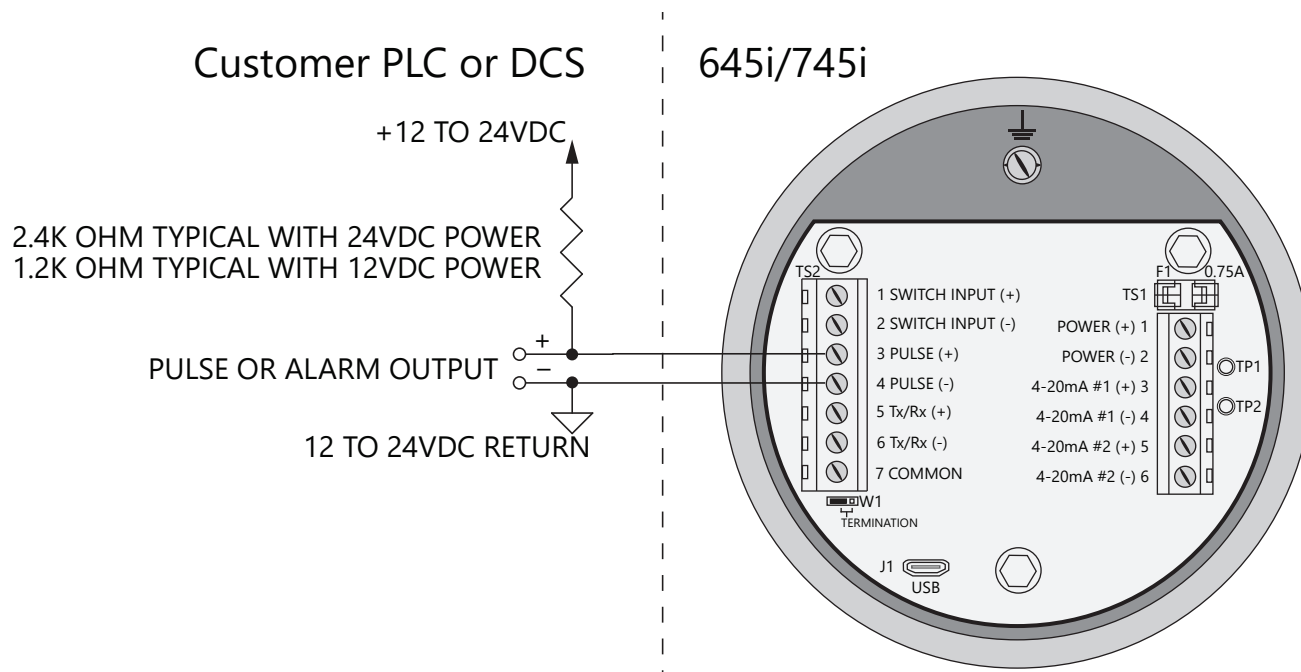 Customer PLC or DCS
645i/745i
+12 TO 24VDC
2.4K OHM TYPICAL WITH 24VDC POWER
1.2K OHM TYPICAL WITH 12VDC POWER
+
PULSE OR ALARM OUTPUT
−
12 TO 24VDC RETURN
TS2
1 SWITCH INPUT (+)
2 SWITCH INPUT (-)
3 PULSE (+)
4 PULSE (-)
5 Tx/Rx (+)
6 Tx/Rx (-)
7 COMMON
W1
TERMINATION
J1
USB
F1 0.75A
TS1
POWER (+) 1
POWER (-) 2
4-20mA #1 (+) 3
4-20mA #1 (-) 4
4-20mA #2 (+) 5
4-20mA #2 (-) 6
TP1
TP2